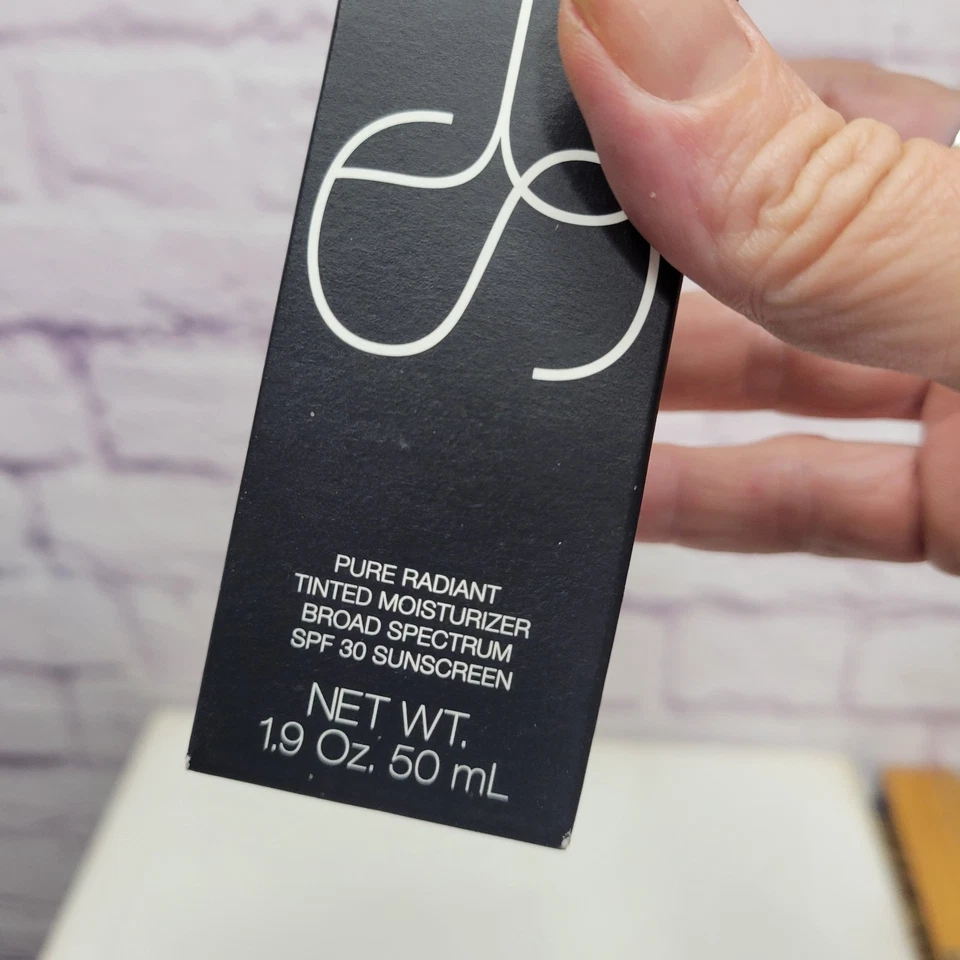 PURE RADIANT
TINTED MOISTURIZER
BROAD SPECTRUM
SPF 30 SUNSCREEN
NET WT.
1.9 Oz. 50 mL